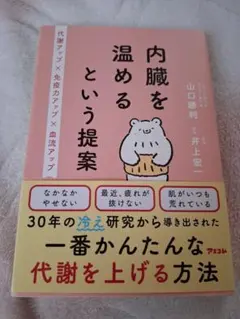 代謝アップ×免疫力アップ×血流アップ
内臓を
温める
という提案
山口勝利
井上宏一
なかなか
やせない
最近、疲れが
抜けない
肌がいつも
荒れている
30年の冷え研究から導き出された
一番かんたんな
代謝を上げる方法
アスコム